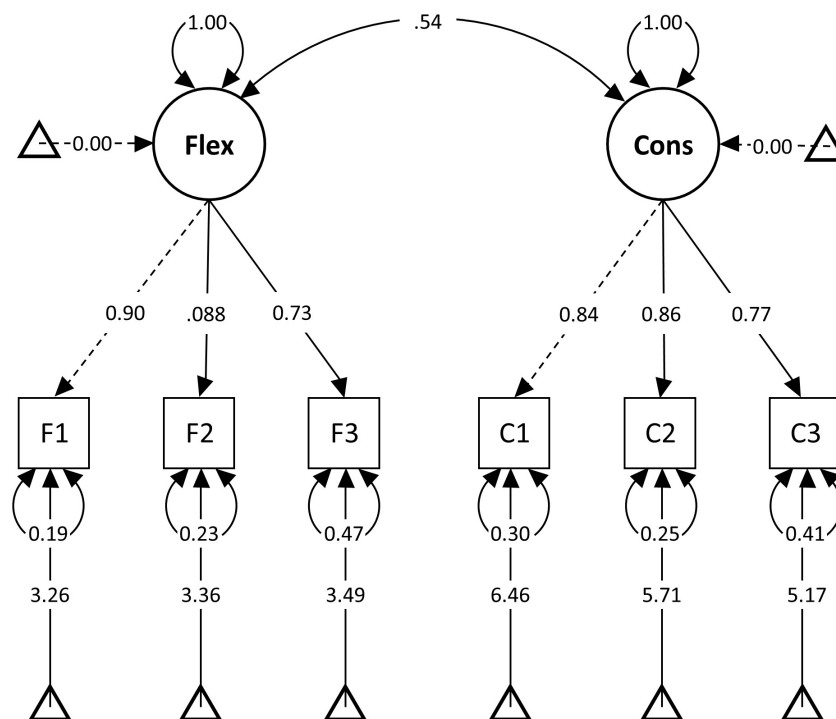 1.00 .54 1.00
0.00 Flex Cons 0.00
0.90 .088 0.73 0.84 0.86 0.77
F1 F2 F3 C1 C2 C3
0.19 0.23 0.47 0.30 0.25 0.41
3.26 3.36 3.49 6.46 5.71 5.17